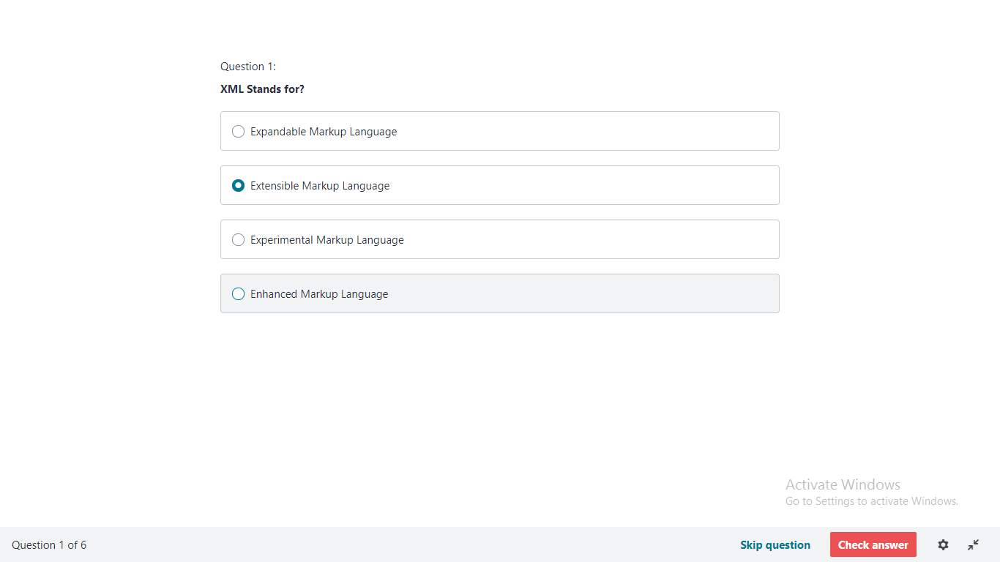 Question 1:
XML Stands for?
Expandable Markup Language
Extensible Markup Language
Experimental Markup Language
Enhanced Markup Language
Activate Windows
Go to Settings to activate Windows.
Question 1 of 6
Skip question
Check answer